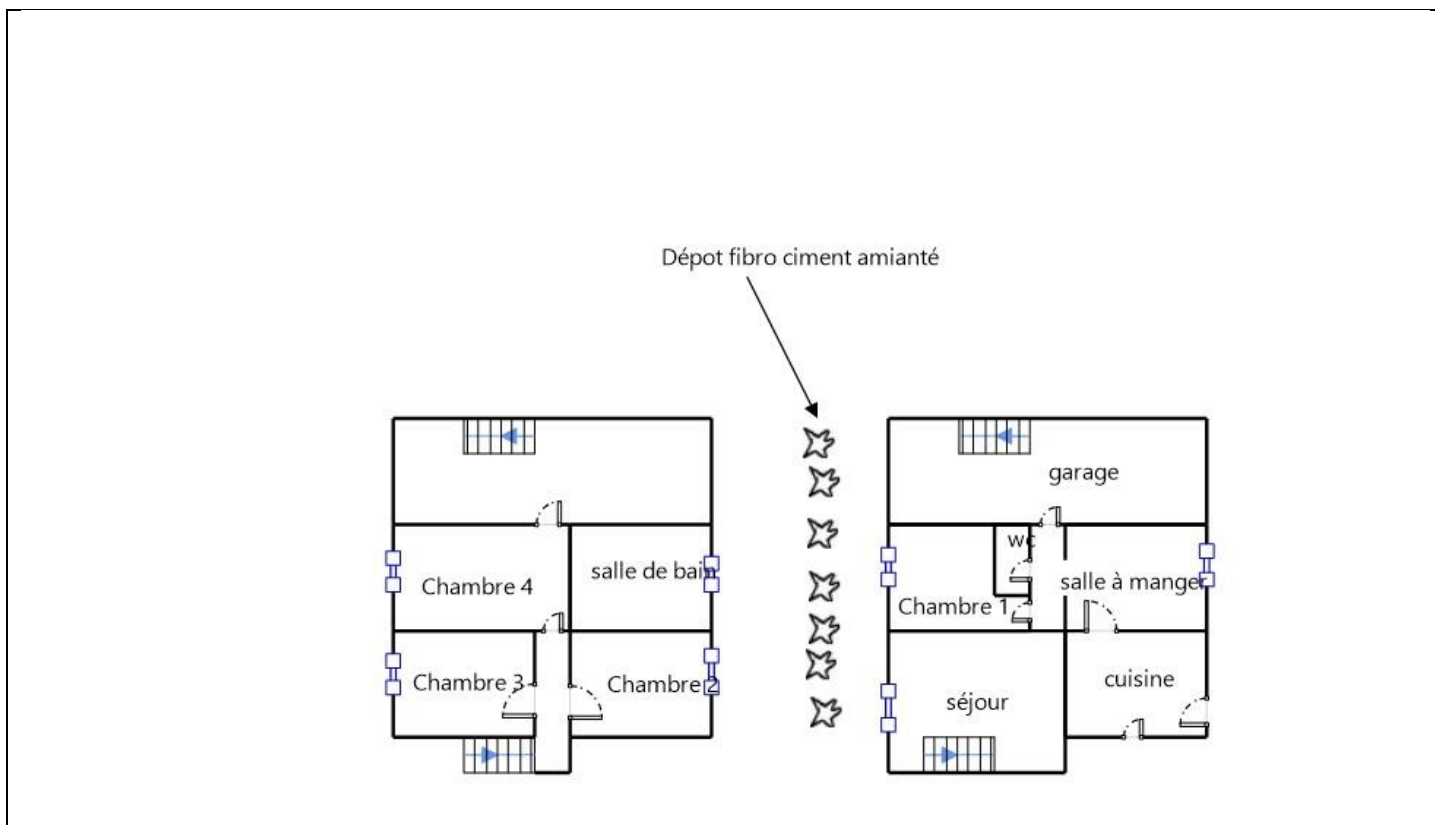 Dépot fibro ciment amianté
garage
wc
salle de bain
salle à manger
Chambre 4
Chambre 1
Chambre 3
Chambre 2
cuisine
séjour